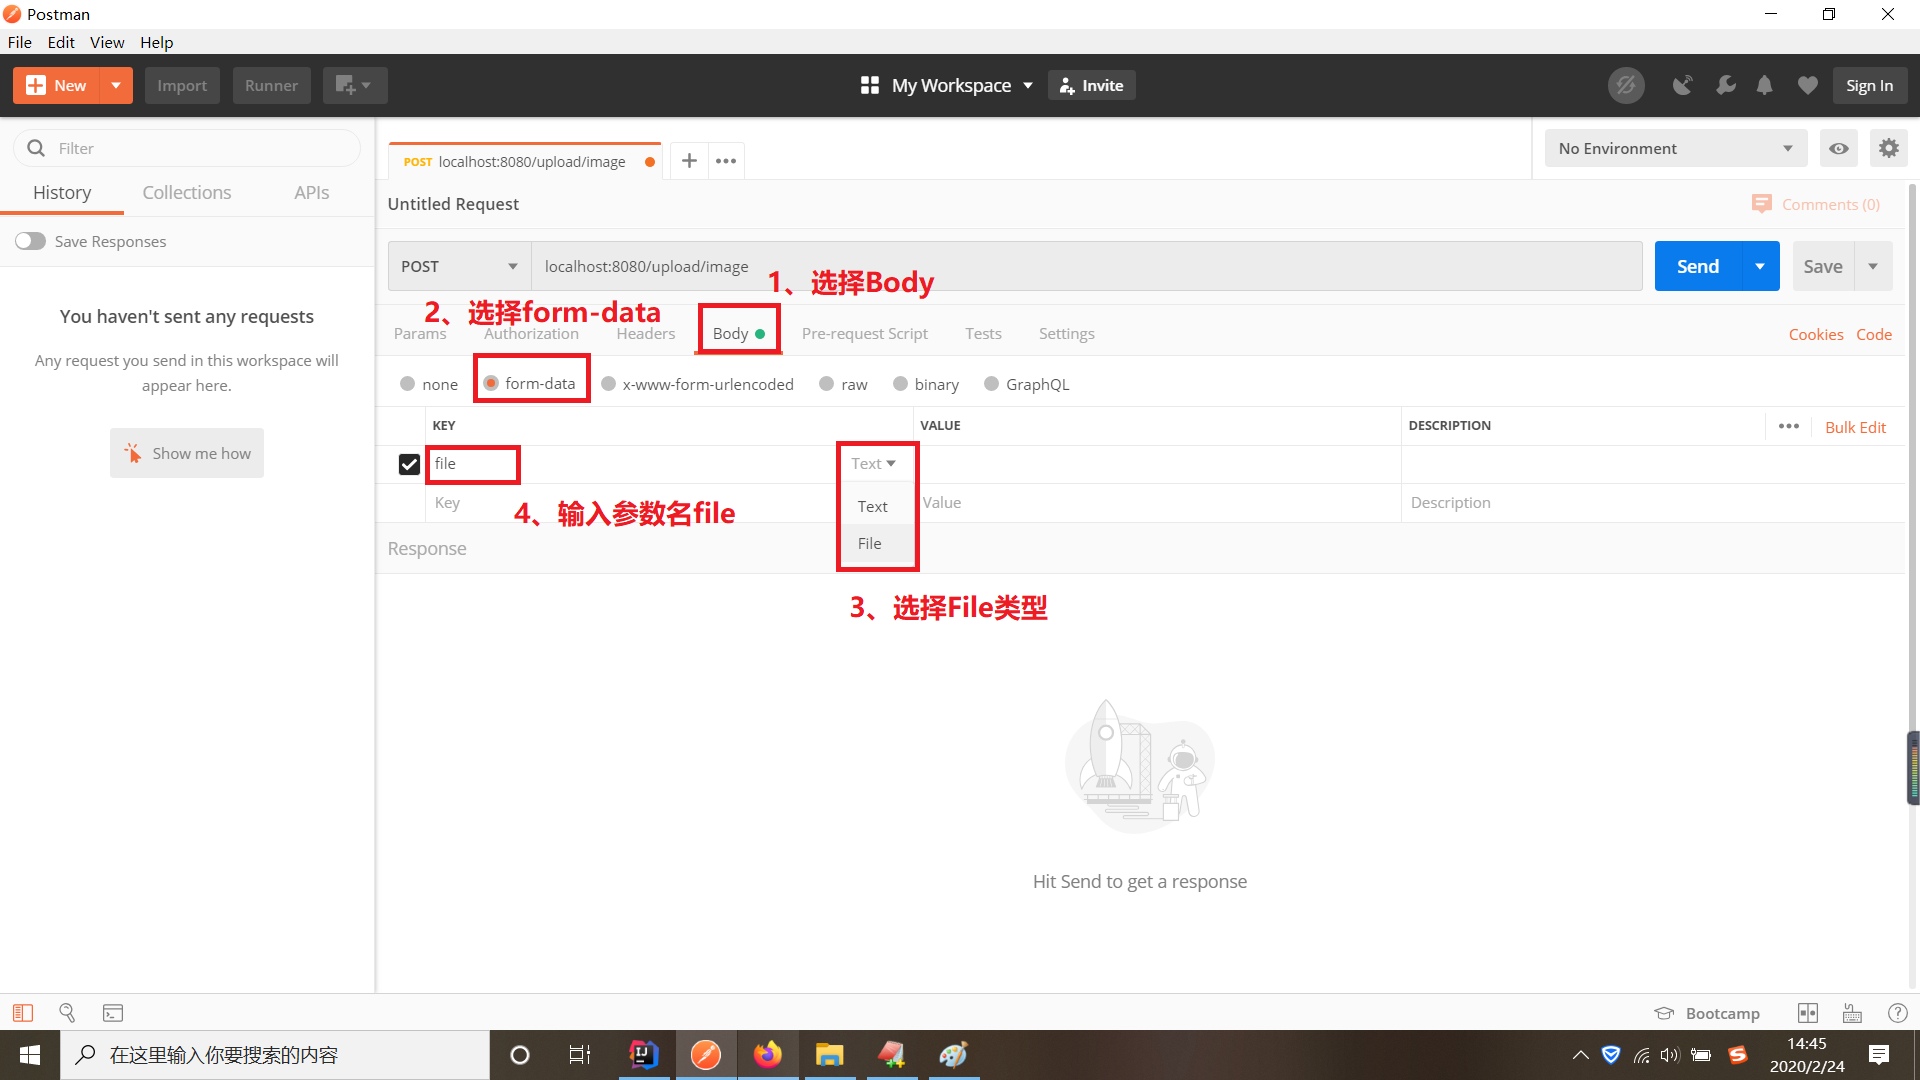 Postman
File Edit View Help
New Import Runner My Workspace Invite Sign In
Filter
History Collections APIs
Save Responses
You haven't sent any requests
Any request you send in this workspace will
appear here.
Show me how
POST localhost:8080/upload/image
No Environment
Untitled Request
Comments (0)
POST localhost:8080/upload/image
Send Save
1、选择Body
2、选择form-data
Params Authorization Headers Body Pre-request Script Tests Settings
Cookies Code
none form-data x-www-form-urlencoded raw binary GraphQL
KEY VALUE DESCRIPTION
Bulk Edit
file Text
Key Value Description
Text
File
4、输入参数名file
Response
3、选择File类型
Hit Send to get a response
Bootcamp
在这里输入你要搜索的内容
14:45
2020/2/24